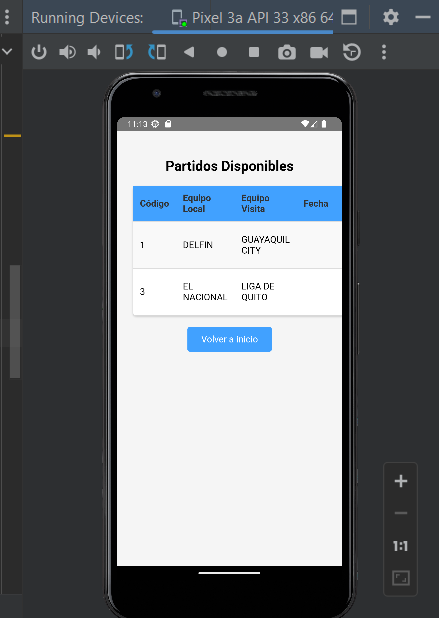 Running Devices: Pixel 3a API 33 x86 64
11:13
Partidos Disponibles
Código Equipo Local Equipo Visita Fecha
1 DELFIN GUAYAQUIL CITY
3 EL NACIONAL LIGA DE QUITO
Volver a Inicio
1:1